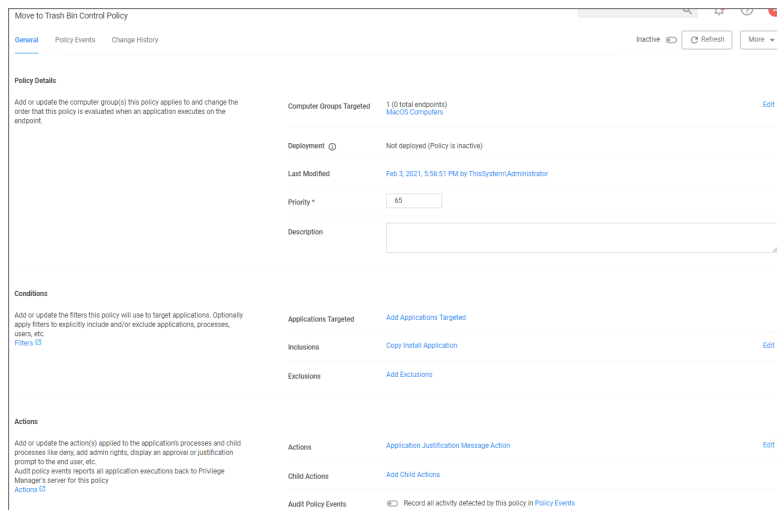 Move to Trash Bin Control Policy
General Policy Events Change History
Inactive Refresh More
Policy Details
Add or update the computer group(s) this policy applies to and change the
order that this policy is evaluated when an application executes on the
endpoint.
Computer Groups Targeted
1 (0 total endpoints)
MacOS Computers
Edit
Deployment
Not deployed (Policy is inactive)
Last Modified
Feb 3, 2021, 5:56:51 PM by ThisSystem\Administrator
Priority *
65
Description
Conditions
Add or update the filters this policy will use to target applications. Optionally
apply filters to explicitly include and/or exclude applications, processes,
users, etc.
Filters
Applications Targeted
Add Applications Targeted
Inclusions
Copy Install Application
Edit
Exclusions
Add Exclusions
Actions
Add or update the action(s) applied to the application's processes and child
processes like deny, add admin rights, display an approval or justification
prompt to the end user, etc.
Audit policy events reports all application executions back to Privilege
Manager's server for this policy
Actions
Actions
Application Justification Message Action
Edit
Child Actions
Add Child Actions
Audit Policy Events
Record all activity detected by this policy in Policy Events